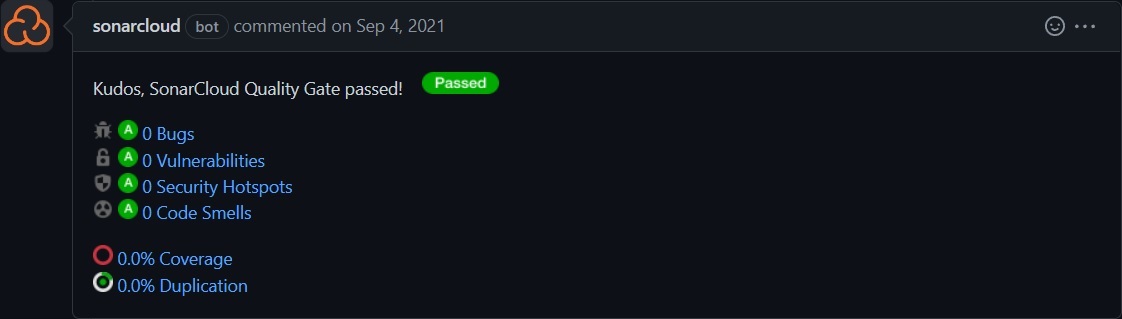 sonarcloud bot commented on Sep 4, 2021
Kudos, SonarCloud Quality Gate passed! Passed
A 0 Bugs
A 0 Vulnerabilities
A 0 Security Hotspots
A 0 Code Smells
0.0% Coverage
0.0% Duplication